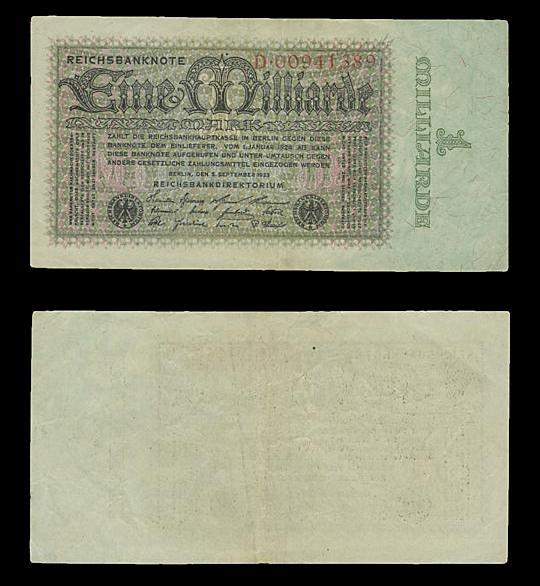 REICHSBANKNOTE D·00941389
Eine Milliarde
MARK
ZAHLT DIE REICHSBANKHAUPTKASSE IN BERLIN GEGEN DIESE
BANKNOTE DEM EINLIEFERER. VOM 1. JANUAR 1924 AB KANN
DIESE BANKNOTE AUFGERUFEN UND UNTER UMTAUSCH GEGEN
ANDERE GESETZLICHE ZAHLUNGSMITTEL EINGEZOGEN WERDEN
BERLIN, DEN 5. SEPTEMBER 1923
REICHSBANKDIREKTORIUM
1 MILLIARDE